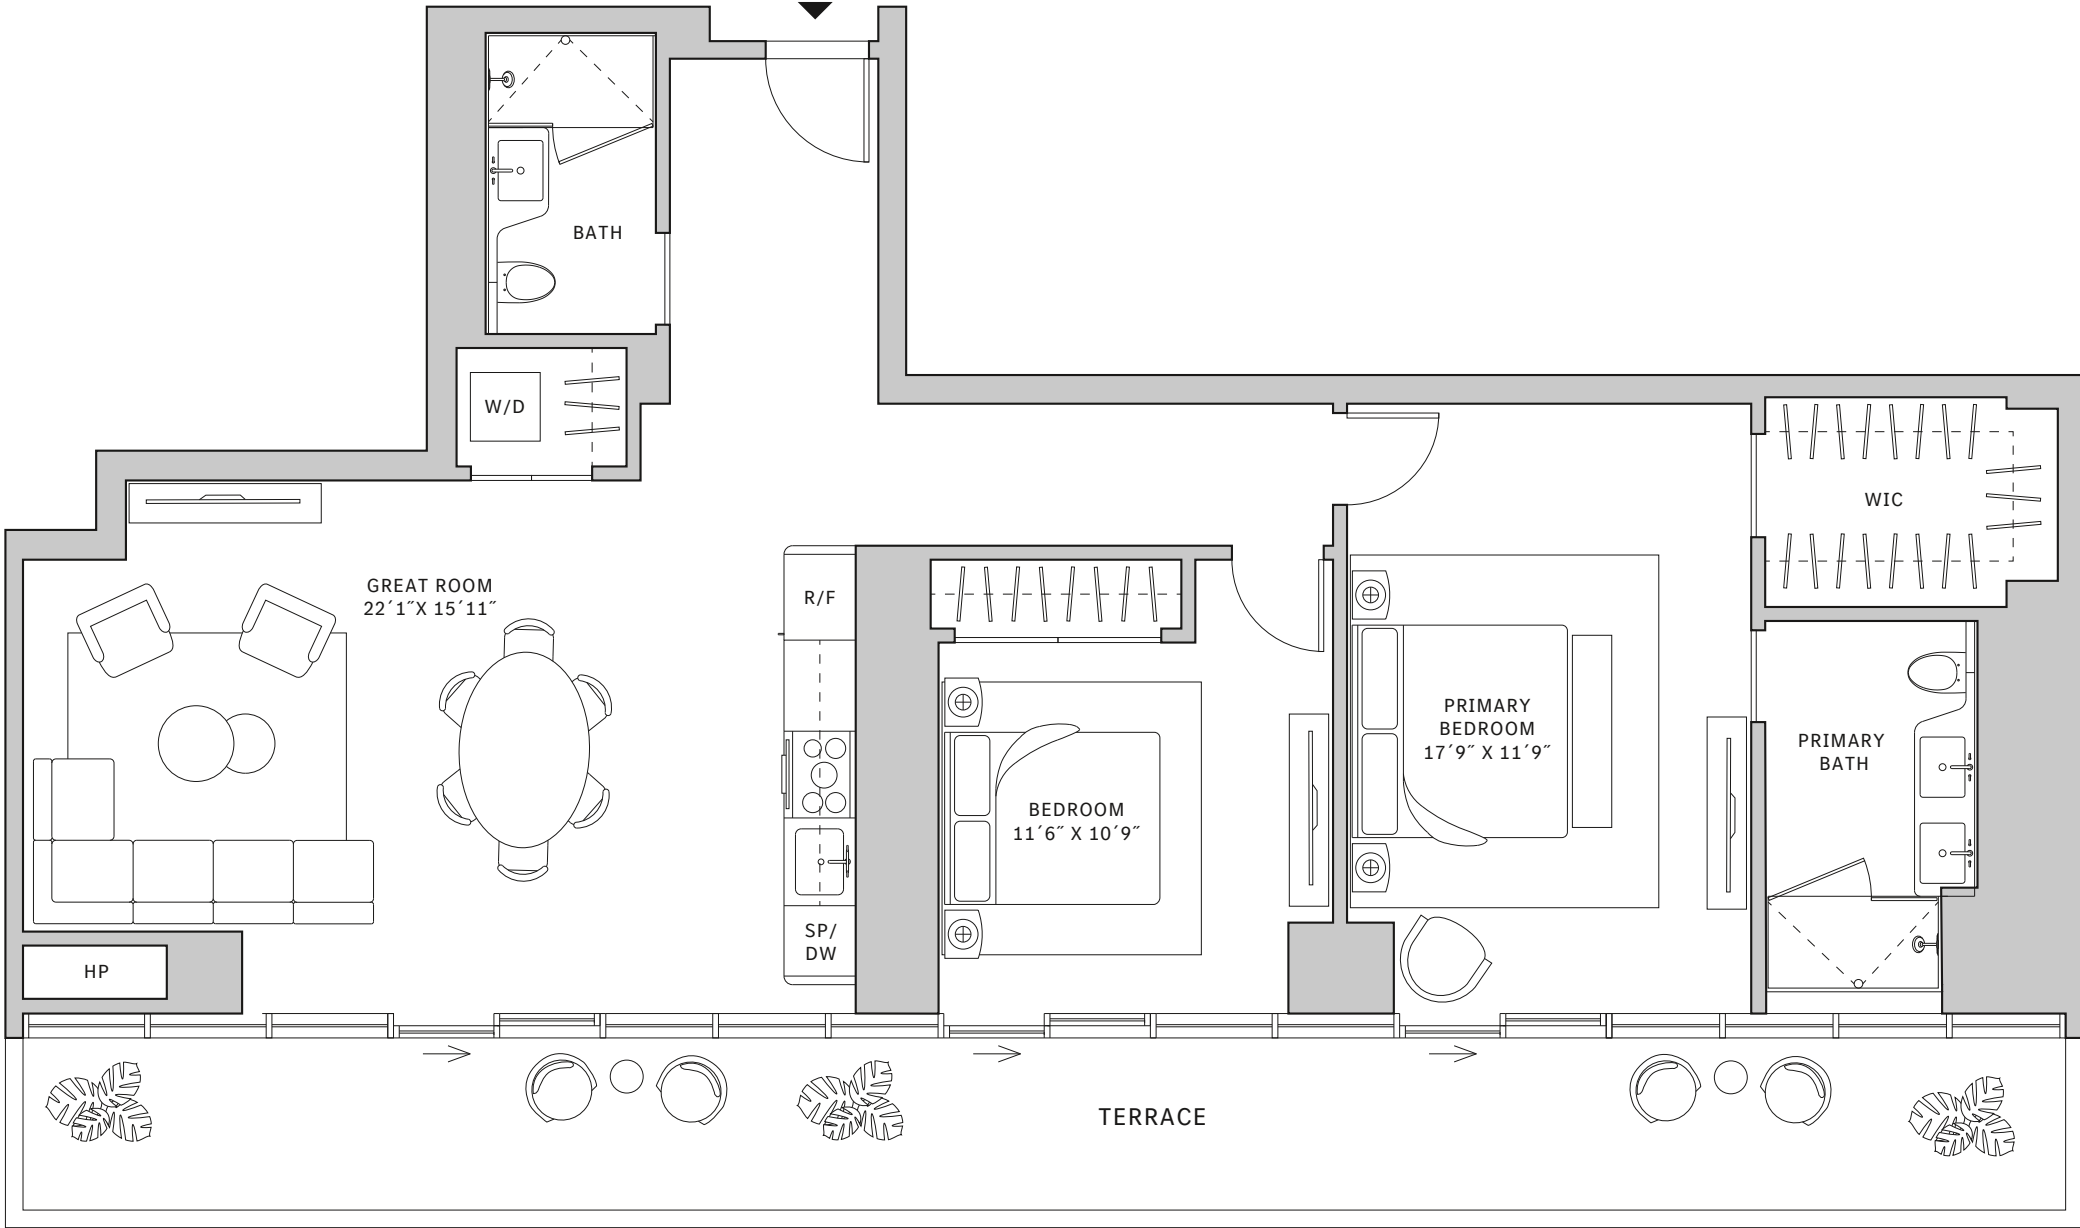 BATH
W/D
WIC
GREAT ROOM
22´1˝X 15´11˝
R/F
PRIMARY
BEDROOM
17´9˝ X 11´9˝
PRIMARY
BATH
BEDROOM
11´6˝ X 10´9˝
SP/
DW
HP
TERRACE